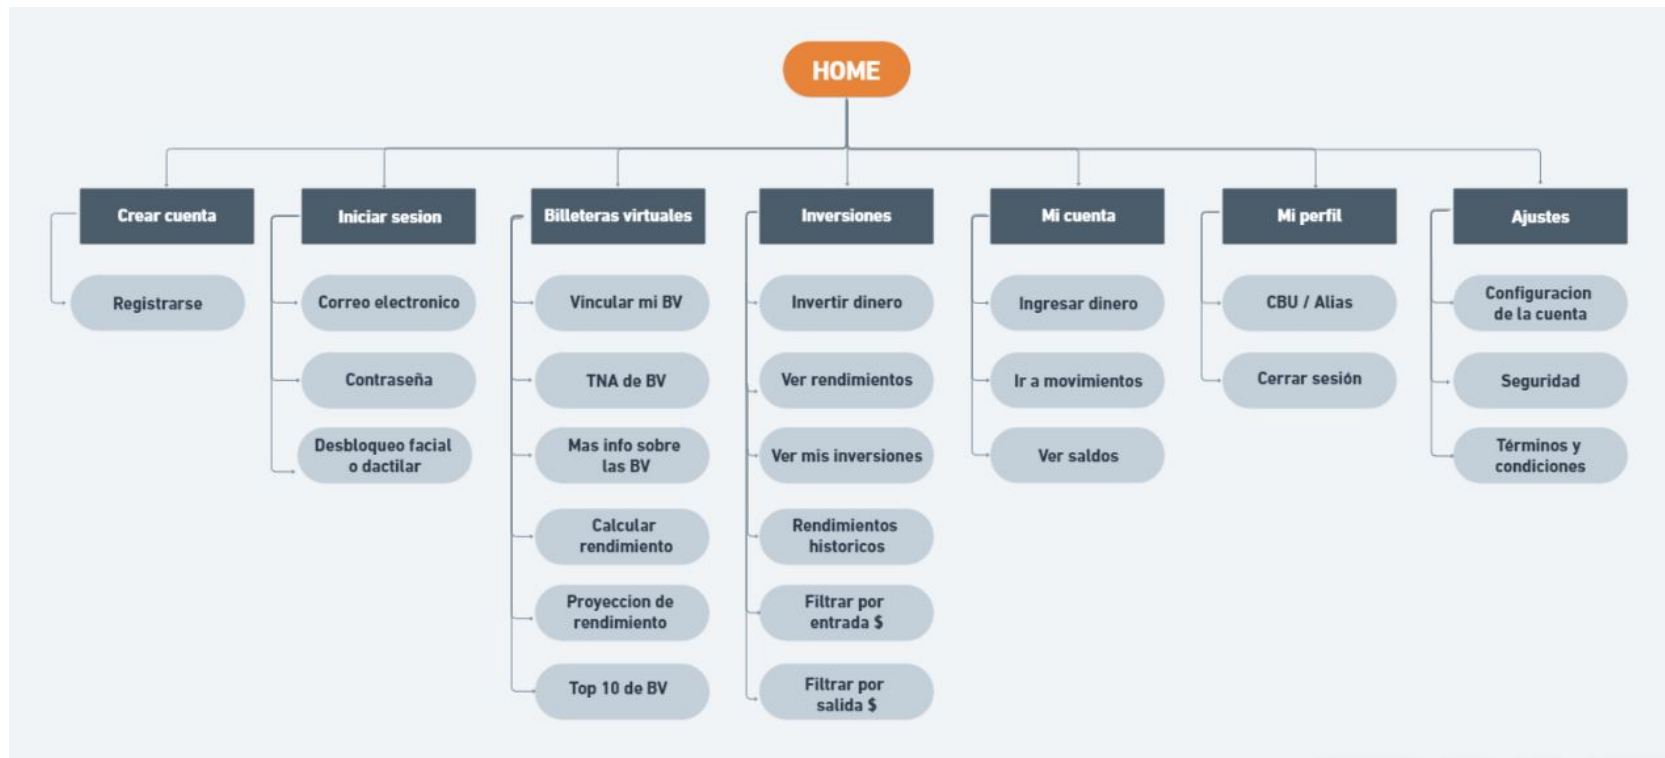 HOME
Crear cuenta
Registrarse
Iniciar sesion
Correo electronico
Contraseña
Desbloqueo facial
o dactilar
Billeteras virtuales
Vincular mi BV
TNA de BV
Mas info sobre
las BV
Calcular
rendimiento
Proyeccion de
rendimiento
Top 10 de BV
Inversiones
Invertir dinero
Ver rendimientos
Ver mis inversiones
Rendimientos
historicos
Filtrar por
entrada $
Filtrar por
salida $
Mi cuenta
Ingresar dinero
Ir a movimientos
Ver saldos
Mi perfil
CBU / Alias
Cerrar sesión
Ajustes
Configuracion
de la cuenta
Seguridad
Términos y
condiciones